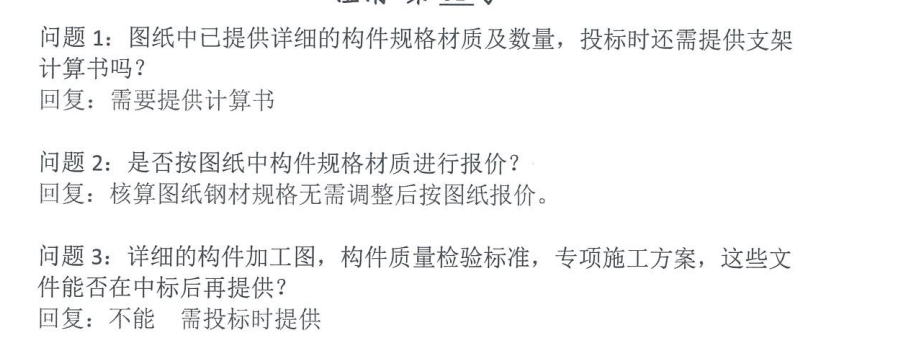 问题 1：图纸中已提供详细的构件规格材质及数量，投标时还需提供支架
计算书吗？
回复：需要提供计算书
问题 2：是否按图纸中构件规格材质进行报价？
回复：核算图纸钢材规格无需调整后按图纸报价。
问题 3：详细的构件加工图，构件质量检验标准，专项施工方案，这些文
件能否在中标后再提供？
回复：不能 需投标时提供